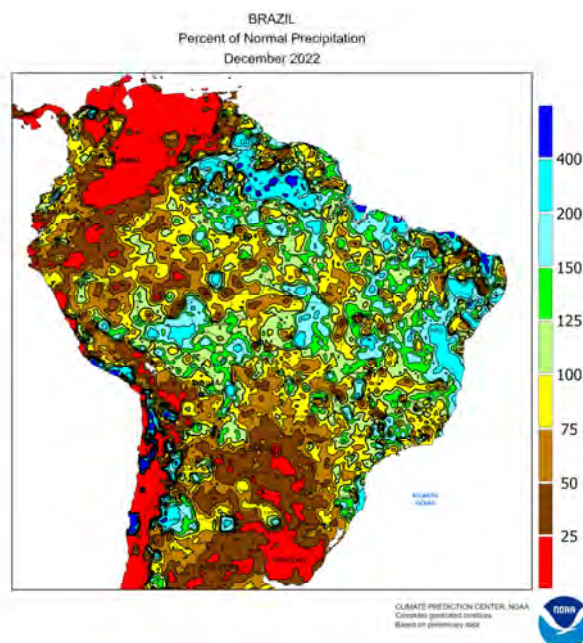 BRAZIL
Percent of Normal Precipitation
December 2022
400
200
150
125
100
75
50
25
ATLANTIC
OCEAN
CLIMATE PREDICTION CENTER, NOAA
Computer generated contours
Based on preliminary data
NOAA